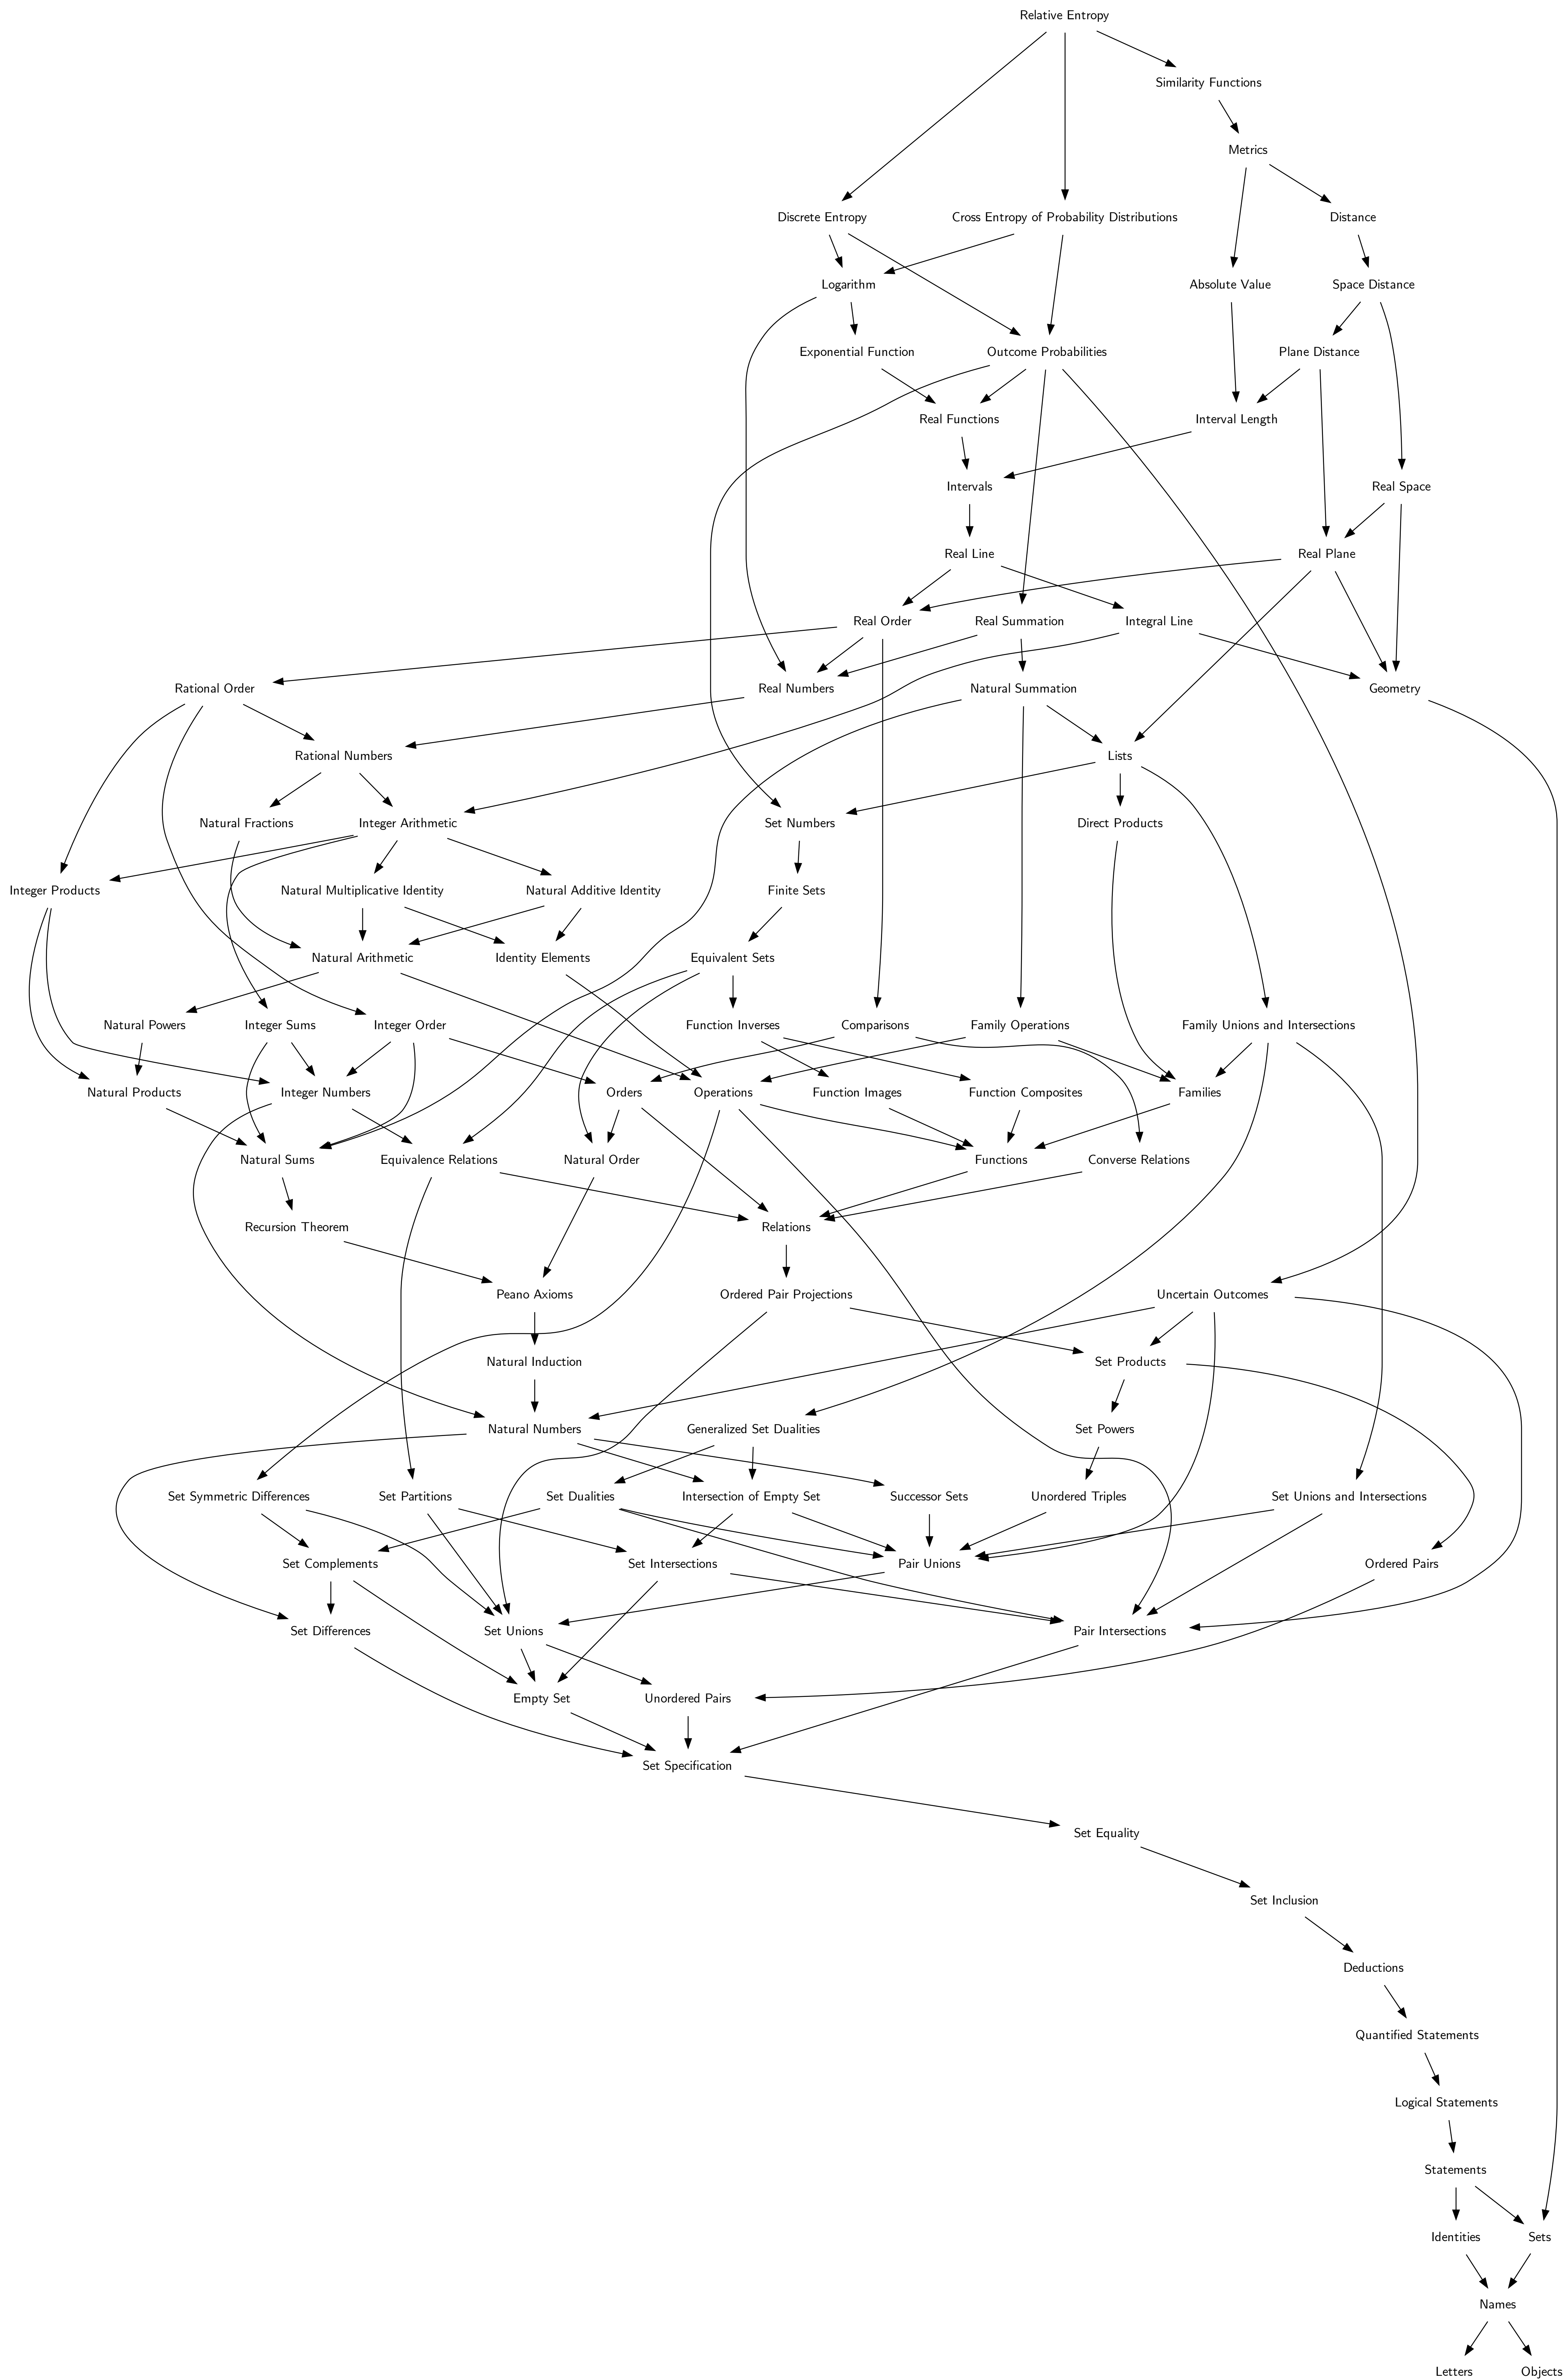 Relative Entropy
Similarity Functions
Metrics
Discrete Entropy
Cross Entropy of Probability Distributions
Distance
Logarithm
Absolute Value
Space Distance
Exponential Function
Outcome Probabilities
Plane Distance
Real Functions
Interval Length
Intervals
Real Space
Real Line
Real Plane
Real Order
Real Summation
Integral Line
Rational Order
Real Numbers
Natural Summation
Geometry
Rational Numbers
Lists
Natural Fractions
Integer Arithmetic
Set Numbers
Direct Products
Integer Products
Natural Multiplicative Identity
Natural Additive Identity
Finite Sets
Natural Arithmetic
Identity Elements
Equivalent Sets
Natural Powers
Integer Sums
Integer Order
Function Inverses
Comparisons
Family Operations
Family Unions and Intersections
Natural Products
Integer Numbers
Orders
Operations
Function Images
Function Composites
Families
Natural Sums
Equivalence Relations
Natural Order
Functions
Converse Relations
Recursion Theorem
Relations
Peano Axioms
Ordered Pair Projections
Uncertain Outcomes
Natural Induction
Set Products
Natural Numbers
Generalized Set Dualities
Set Powers
Set Symmetric Differences
Set Partitions
Set Dualities
Intersection of Empty Set
Successor Sets
Unordered Triples
Set Unions and Intersections
Set Complements
Set Intersections
Pair Unions
Ordered Pairs
Set Differences
Set Unions
Pair Intersections
Empty Set
Unordered Pairs
Set Specification
Set Equality
Set Inclusion
Deductions
Quantified Statements
Logical Statements
Statements
Identities
Sets
Names
Letters
Objects